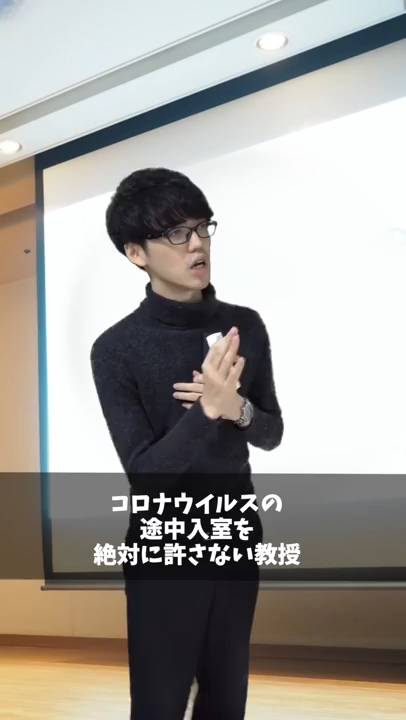 コロナウイルスの
途中入室を
絶対に許さない教授